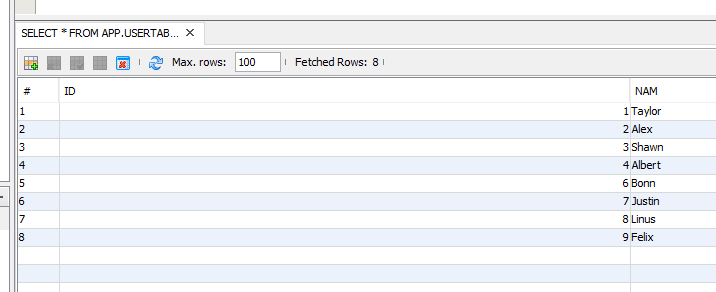 SELECT * FROM APP.USERTAB...
Max. rows: 100 Fetched Rows: 8
# ID NAM
1 1 Taylor
2 2 Alex
3 3 Shawn
4 4 Albert
5 6 Bonn
6 7 Justin
7 8 Linus
8 9 Felix